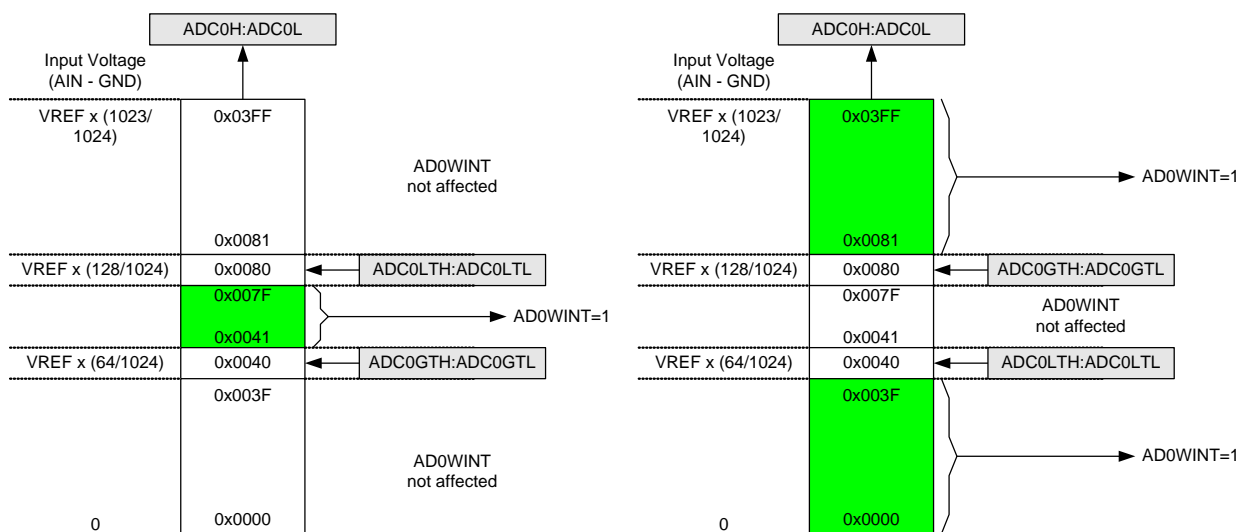 ADC0H:ADC0L
Input Voltage
(AIN - GND)
VREF x (1023/
1024)
0x03FF
AD0WINT
not affected
0x0081
VREF x (128/1024)
0x0080
ADC0LTH:ADC0LTL
0x007F
AD0WINT=1
0x0041
VREF x (64/1024)
0x0040
ADC0GTH:ADC0GTL
0x003F
AD0WINT
not affected
0
0x0000
ADC0H:ADC0L
Input Voltage
(AIN - GND)
VREF x (1023/
1024)
0x03FF
AD0WINT=1
0x0081
VREF x (128/1024)
0x0080
ADC0GTH:ADC0GTL
0x007F
AD0WINT
not affected
0x0041
VREF x (64/1024)
0x0040
ADC0LTH:ADC0LTL
0x003F
AD0WINT=1
0
0x0000